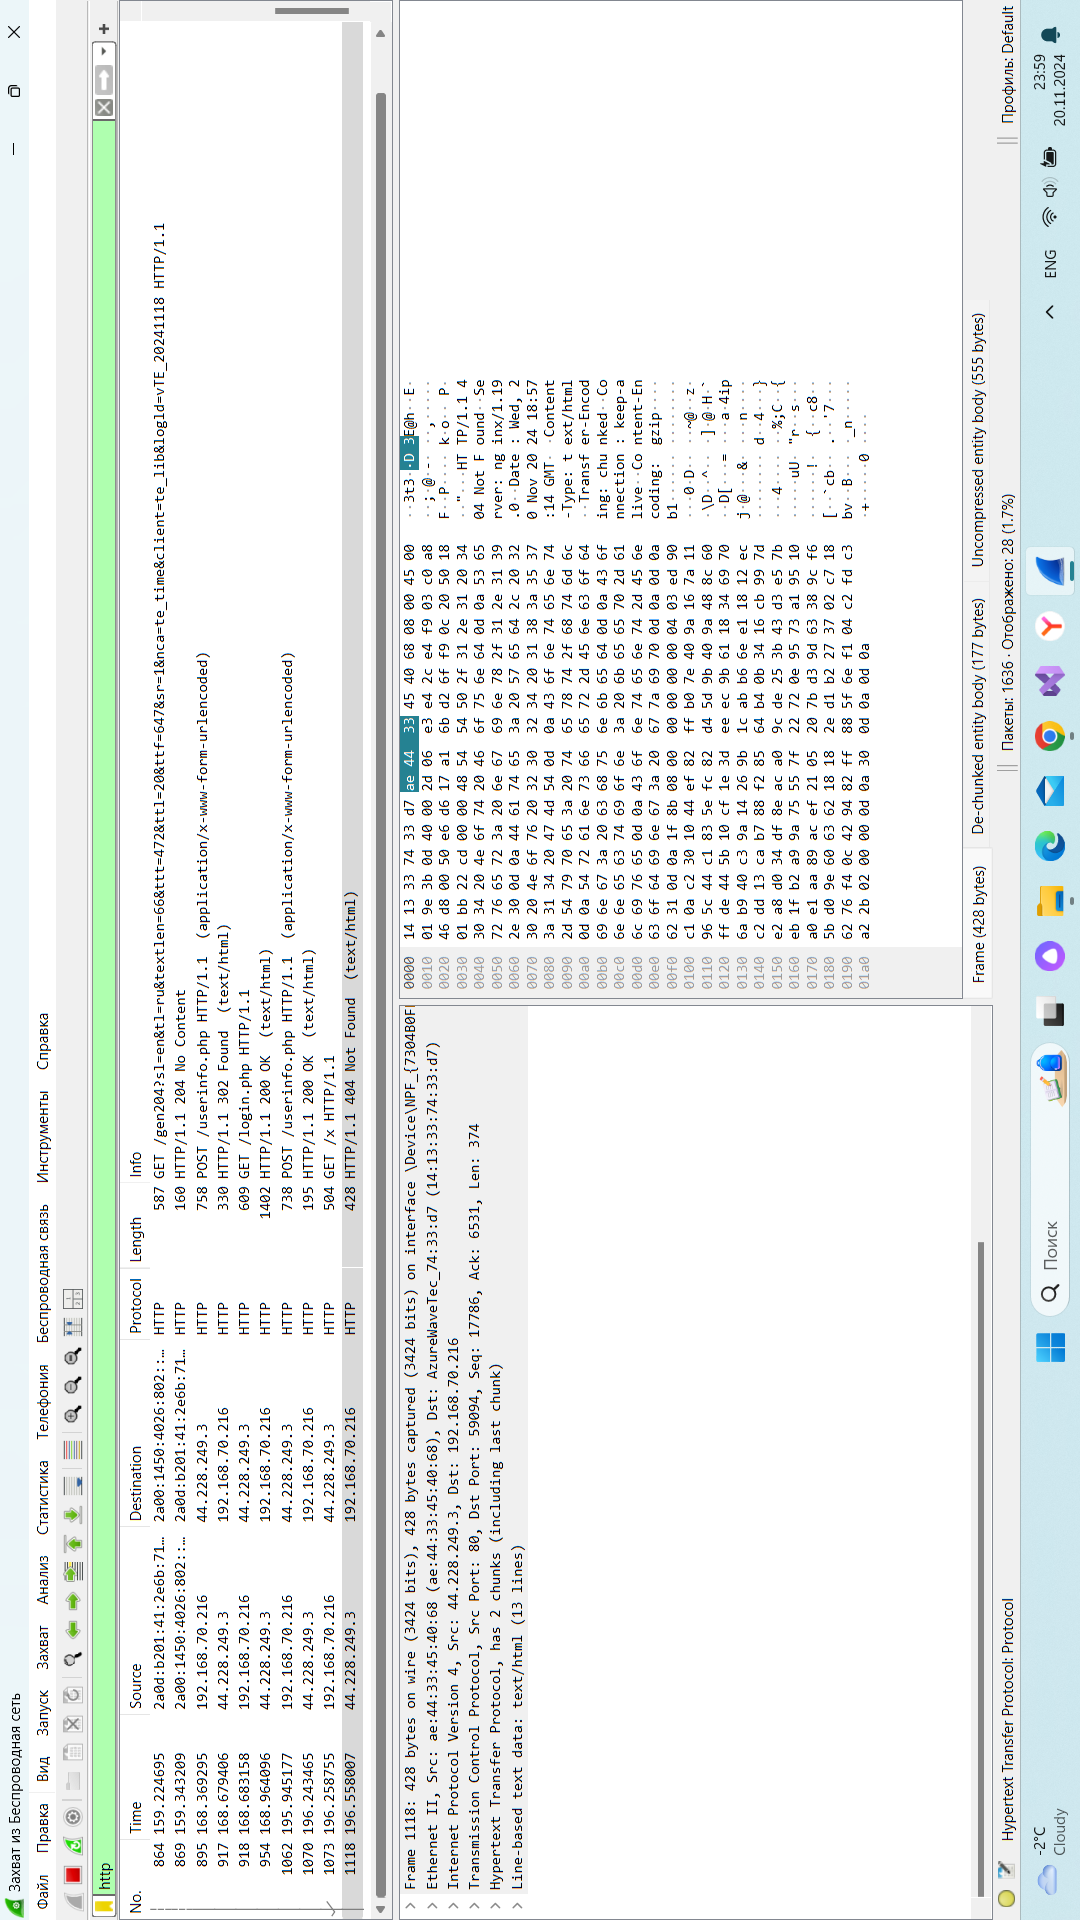 Захват из Беспроводная сеть
Файл Правка Вид Запуск Захват Анализ Статистика Телефония Беспроводная связь Инструменты Справка
http
No. Time Source Destination Protocol Length Info
864 159.224695 2a0d:b201:41:2e6b:71… 2a00:1450:4026:802::… HTTP 587 GET /gen204?sl=en&tl=ru&textlen=66&ttt=472&ttl=20&ttf=647&sr=1&nca=te_time&client=te_lib&logld=vTE_20241118 HTTP/1.1
869 159.343209 2a00:1450:4026:802::… 2a0d:b201:41:2e6b:71… HTTP 160 HTTP/1.1 204 No Content
895 168.369295 192.168.70.216 44.228.249.3 HTTP 758 POST /userinfo.php HTTP/1.1  (application/x-www-form-urlencoded)
917 168.679406 44.228.249.3 192.168.70.216 HTTP 330 HTTP/1.1 302 Found  (text/html)
918 168.683158 192.168.70.216 44.228.249.3 HTTP 609 GET /login.php HTTP/1.1
954 168.964096 44.228.249.3 192.168.70.216 HTTP 1402 HTTP/1.1 200 OK  (text/html)
1062 195.945177 192.168.70.216 44.228.249.3 HTTP 738 POST /userinfo.php HTTP/1.1  (application/x-www-form-urlencoded)
1070 196.243465 44.228.249.3 192.168.70.216 HTTP 195 HTTP/1.1 200 OK  (text/html)
1073 196.258755 192.168.70.216 44.228.249.3 HTTP 504 GET /x HTTP/1.1
1118 196.558007 44.228.249.3 192.168.70.216 HTTP 428 HTTP/1.1 404 Not Found  (text/html)
> Frame 1118: 428 bytes on wire (3424 bits), 428 bytes captured (3424 bits) on interface \Device\NPF_{7304B0F
> Ethernet II, Src: ae:44:33:45:40:68 (ae:44:33:45:40:68), Dst: AzureWaveTec_74:33:d7 (14:13:33:74:33:d7)
> Internet Protocol Version 4, Src: 44.228.249.3, Dst: 192.168.70.216
> Transmission Control Protocol, Src Port: 80, Dst Port: 59094, Seq: 17786, Ack: 6531, Len: 374
> Hypertext Transfer Protocol, has 2 chunks (including last chunk)
> Line-based text data: text/html (13 lines)
0000 14 13 33 74 33 d7 ae 44 33 45 40 68 08 00 45 00 ··3t3··D 3E@h··E·
0010 01 9e 3b 0d 40 00 2d 06 e3 e4 2c e4 f9 03 c0 a8 ··;·@·-· ··,·····
0020 46 d8 00 50 e6 d6 17 a1 6b d2 6f f9 0c 20 50 18 F··P···· k·o·· P·
0030 01 bb 22 cd 00 00 48 54 54 50 2f 31 2e 31 20 34 ··"···HT TP/1.1 4
0040 30 34 20 4e 6f 74 20 46 6f 75 6e 64 0d 0a 53 65 04 Not F ound··Se
0050 72 76 65 72 3a 20 6e 67 69 6e 78 2f 31 2e 31 39 rver: ng inx/1.19
0060 2e 30 0d 0a 44 61 74 65 3a 20 57 65 64 2c 20 32 .0··Date : Wed, 2
0070 30 20 4e 6f 76 20 32 30 32 34 20 31 38 3a 35 37 0 Nov 20 24 18:57
0080 3a 31 34 20 47 4d 54 0d 0a 43 6f 6e 74 65 6e 74 :14 GMT· ·Content
0090 2d 54 79 70 65 3a 20 74 65 78 74 2f 68 74 6d 6c -Type: t ext/html
00a0 0d 0a 54 72 61 6e 73 66 65 72 2d 45 6e 63 6f 64 ··Transf er-Encod
00b0 69 6e 67 3a 20 63 68 75 6e 6b 65 64 0d 0a 43 6f ing: chu nked··Co
00c0 6e 6e 65 63 74 69 6f 6e 3a 20 6b 65 65 70 2d 61 nnection : keep-a
00d0 6c 69 76 65 0d 0a 43 6f 6e 74 65 6e 74 2d 45 6e live··Co ntent-En
00e0 63 6f 64 69 6e 67 3a 20 67 7a 69 70 0d 0a 0d 0a coding:  gzip····
00f0 62 31 0d 0a 1f 8b 08 00 00 00 00 00 04 03 ed 90 b1······ ········
0100 c1 0a c2 30 10 44 ef 82 ff b0 7e 40 9a 16 7a 11 ···0·D·· ··~@··z·
0110 96 5c 44 c1 83 5e fc 82 d4 5d 9b 40 9a 48 8c 60 ·\D··^·· ·]·@·H·`
0120 ff de 44 5b 10 cf 1e 3d ee ec 9b 61 18 34 69 70 ··D[···= ···a·4ip
0130 6a b9 40 c3 9a 14 26 9b 1c ab b6 6e e1 18 12 ec j·@···&· ···n····
0140 c2 dd 13 ca b7 88 f2 85 64 b4 0b 34 16 cb 99 7d ········ d··4···}
0150 e2 a8 d0 34 df 8e ac a0 9c de 25 3b 43 d3 e5 7b ···4···· ··%;C··{
0160 eb 1f b2 a9 9a 75 55 7f 22 72 0e 95 73 a1 95 10 ·····uU· "r··s···
0170 a0 e1 aa 89 ac ef 21 05 20 7b d3 9d 63 38 9c f6 ······!·  {··c8··
0180 5b d0 9e 60 63 62 18 18 2e d1 b2 27 37 02 c7 18 [··`cb·· .··'7···
0190 62 76 f4 0c 42 94 82 ff 88 5f 6e f1 04 c2 fd c3 bv··B··· ·_n·····
01a0 a2 2b 02 00 00 0d 0a 30 0d 0a 0d 0a ·+·····0 ····
Frame (428 bytes) De-chunked entity body (177 bytes) Uncompressed entity body (555 bytes)
Hypertext Transfer Protocol: Protocol Пакеты: 1636 · Отображено: 28 (1.7%) Профиль: Default
-2°C
Cloudy
Поиск
ENG
23:59
20.11.2024